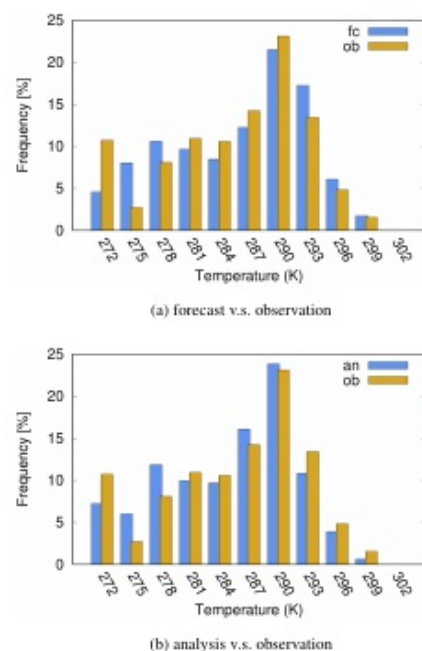 fc
ob
Frequency [%]
25
20
15
10
5
0
272 275 278 281 284 287 290 293 296 299 302
Temperature (K)
(a) forecast v.s. observation
an
ob
Frequency [%]
25
20
15
10
5
0
272 275 278 281 284 287 290 293 296 299 302
Temperature (K)
(b) analysis v.s. observation